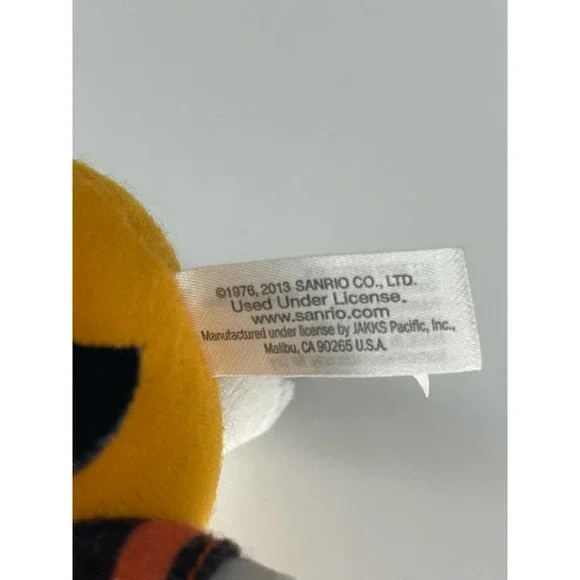 ©1976, 2013 SANRIO CO., LTD.
Used Under License.
www.sanrio.com
Manufactured under license by JAKKS Pacific, Inc.,
Malibu, CA 90265 U.S.A.